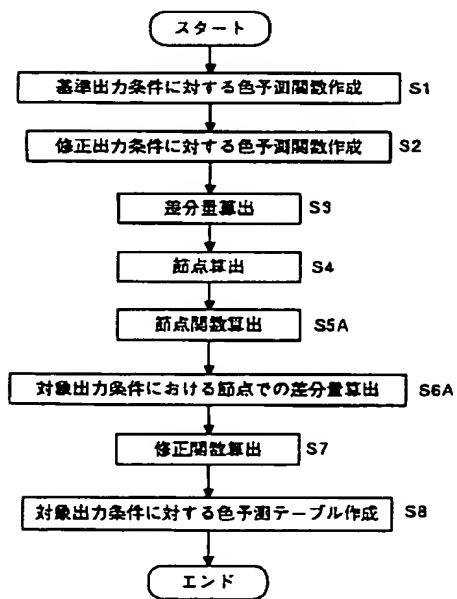 スタート
基準出力条件に対する色予測関数作成 S1
修正出力条件に対する色予測関数作成 S2
差分量算出 S3
節点算出 S4
節点関数算出 S5A
対象出力条件における節点での差分量算出 S6A
修正関数算出 S7
対象出力条件に対する色予測テーブル作成 S8
エンド